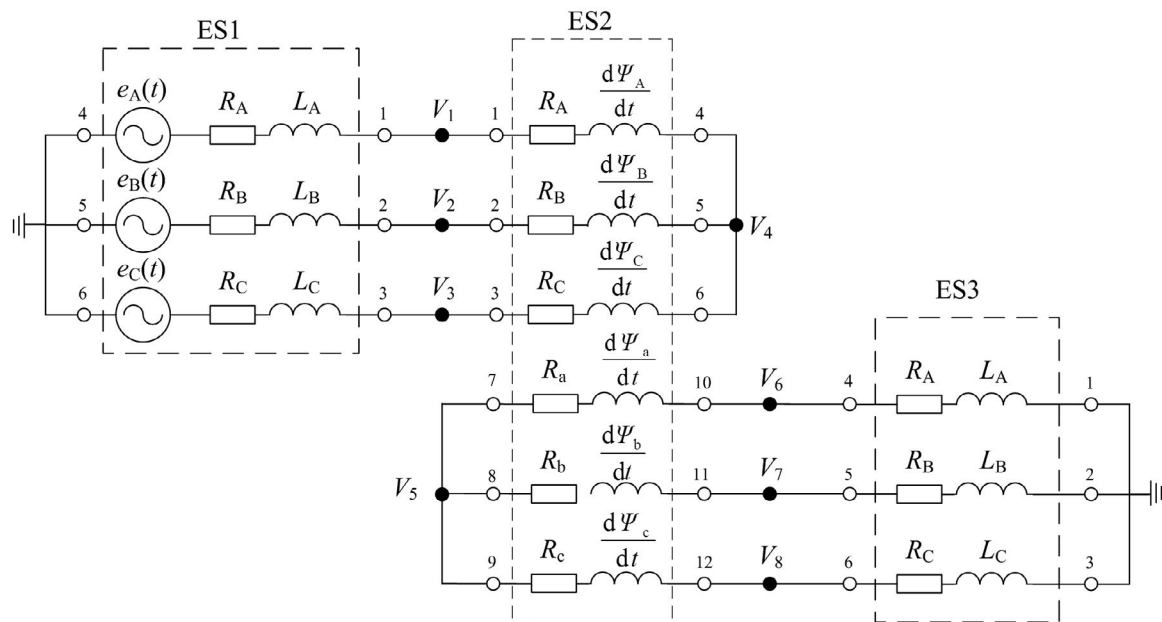 ES1 ES2
e_A(t) R_A L_A R_A dΨ_A/dt
4 1 V_1 1 4
e_B(t) R_B L_B R_B dΨ_B/dt
5 2 V_2 2 5 V_4
e_C(t) R_C L_C R_C dΨ_C/dt
6 3 V_3 3 6
ES3
R_a dΨ_a/dt R_A L_A
7 10 V_6 4 1
R_b dΨ_b/dt R_B L_B
V_5 8 11 V_7 5 2
R_c dΨ_c/dt R_C L_C
9 12 V_8 6 3